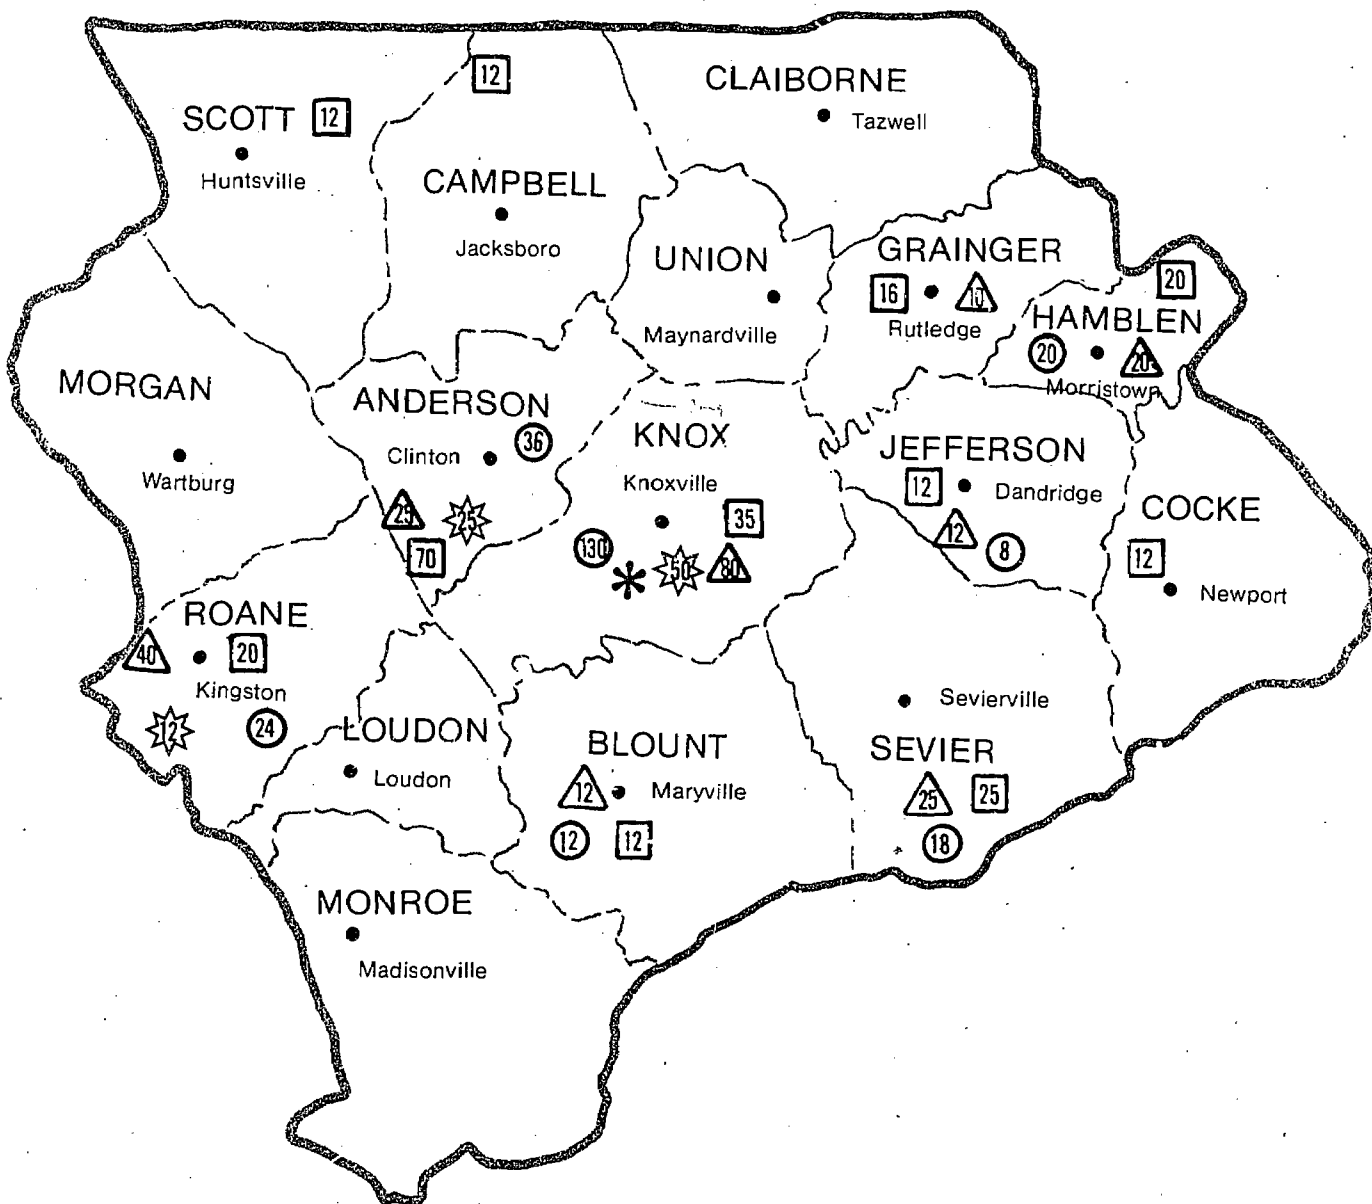 12
CLAIBORNE
SCOTT 12
Tazwell
Huntsville
CAMPBELL
Jacksboro
UNION
GRAINGER
16 10
20
Maynardville
Rutledge
HAMBLEN
20 20
Morristown
MORGAN
ANDERSON
36
KNOX
JEFFERSON
Clinton
Wartburg
Knoxville
12 Dandridge
COCKE
25 25
35
12 8
70
130 50 80
12
Newport
ROANE
40 20
Kingston
Sevierville
12 24
LOUDON
BLOUNT
SEVIER
Loudon
12 Maryville
25 25
12 12
18
MONROE
Madisonville